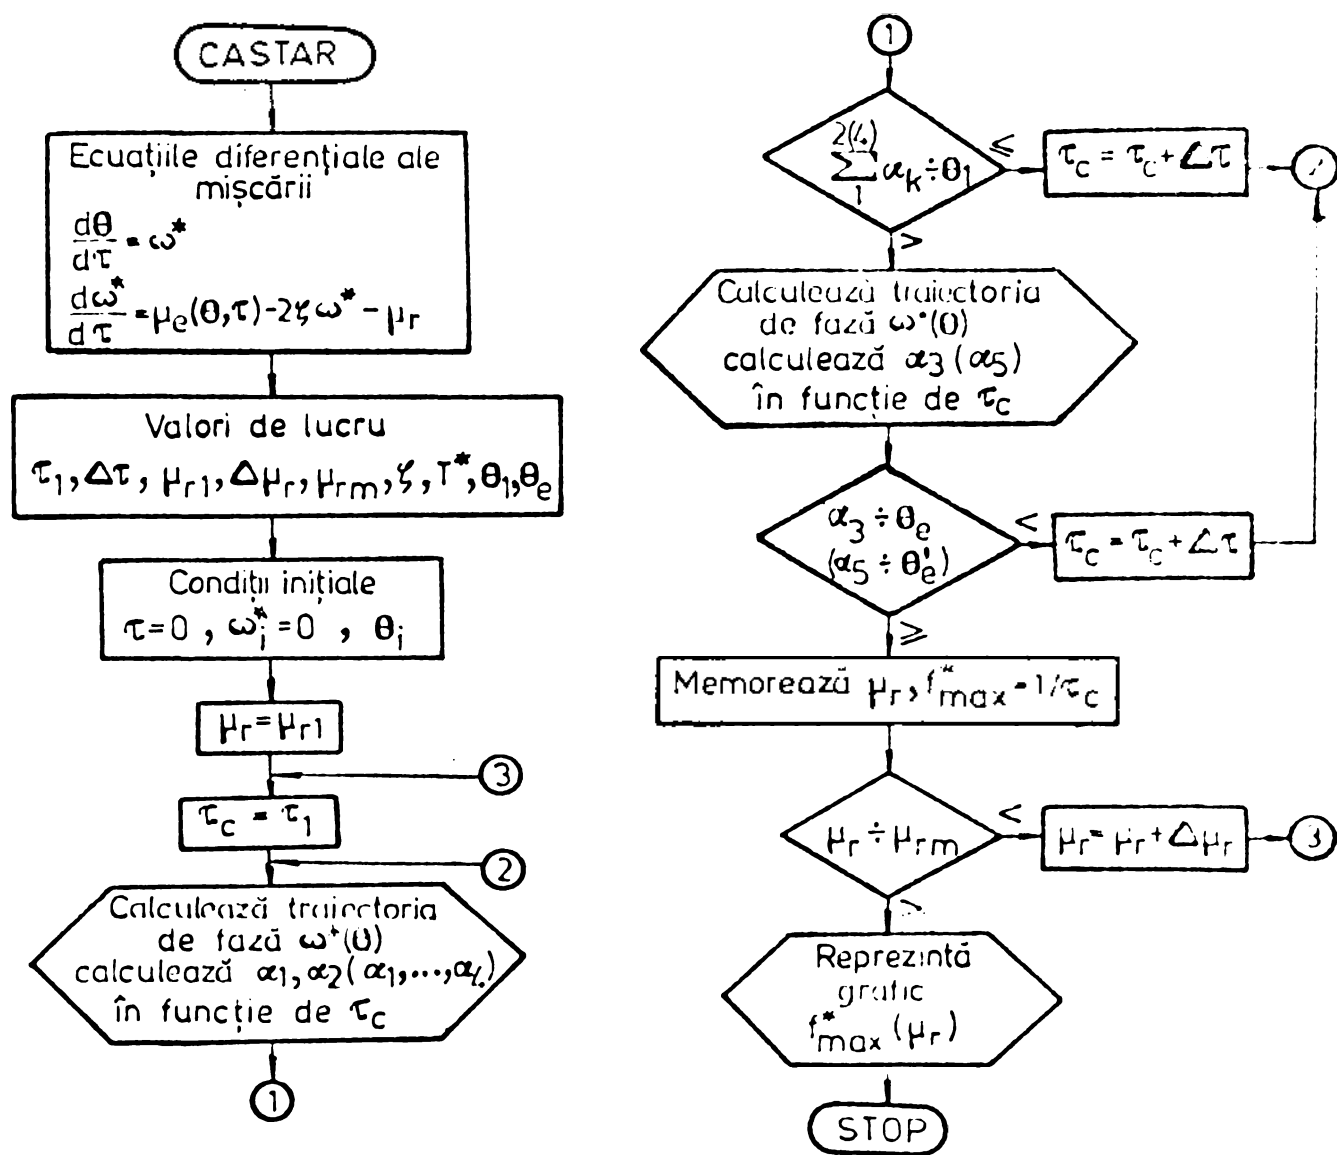 CASTAR
Ecuațiile diferențiale ale
mișcării
dθ/dτ = ω*
dω*/dτ = μe(θ,τ) - 2ζω* - μr
Valori de lucru
τ1, Δτ, μr1, Δμr, μrm, ζ, T*, θ1, θe
Condiții inițiale
τ=0 , ωi*=0 , θi
μr = μr1
3
τc = τ1
2
Calculează traiectoria
de fază ω*(θ)
calculează α1, α2 (α1,...,α4)
în funcție de τc
1
1
2(4)
∑ αk ÷ θ1
1
≤
τc = τc + Δτ
>
Calculează traiectoria
de fază ω*(θ)
calculează α3 (α5)
în funcție de τc
α3 ÷ θe
(α5 ÷ θ'e)
<
τc = τc + Δτ
≥
Memorează μr, f*max = 1/τc
μr ÷ μrm
<
μr = μr + Δμr
3
Reprezintă
grafic
f*max (μr)
STOP